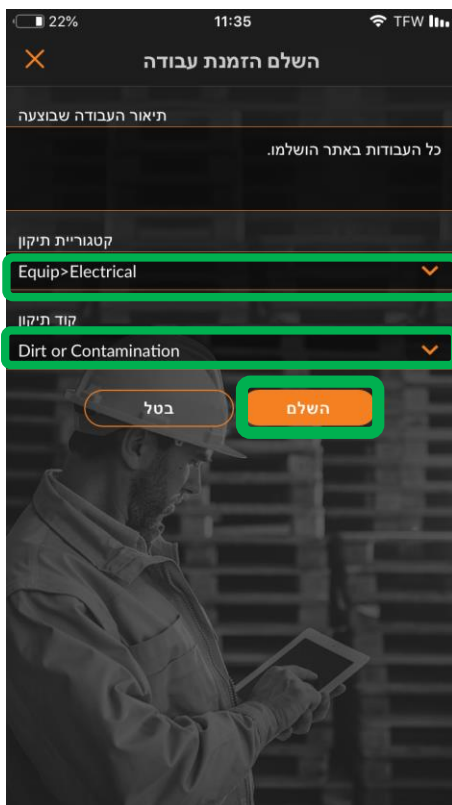 22%
11:35
TFW
השלם הזמנת עבודה
תיאור העבודה שבוצעה
כל העבודות באתר הושלמו.
קטגוריית תיקון
Equip>Electrical
קוד תיקון
Dirt or Contamination
השלם
בטל